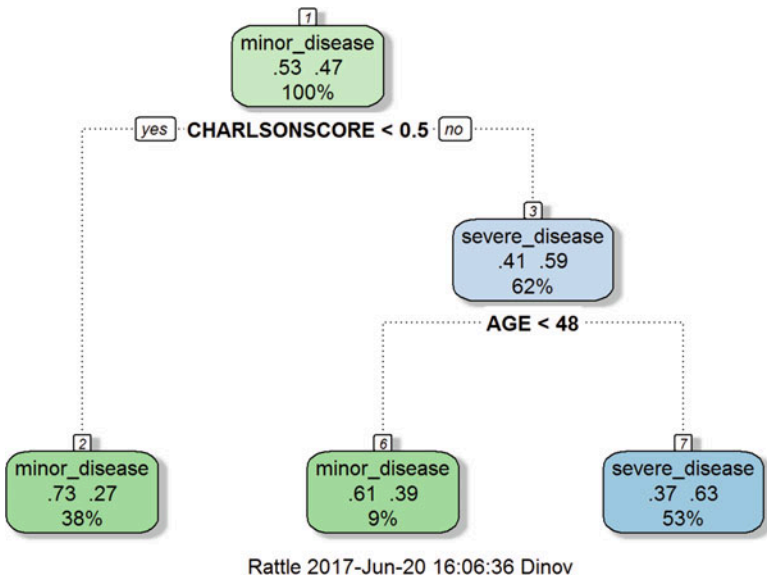 1
minor_disease
.53 .47
100%
yes CHARLSONSCORE < 0.5 no
3
severe_disease
.41 .59
62%
AGE < 48
2
minor_disease
.73 .27
38%
6
minor_disease
.61 .39
9%
7
severe_disease
.37 .63
53%
Rattle 2017-Jun-20 16:06:36 Dinov